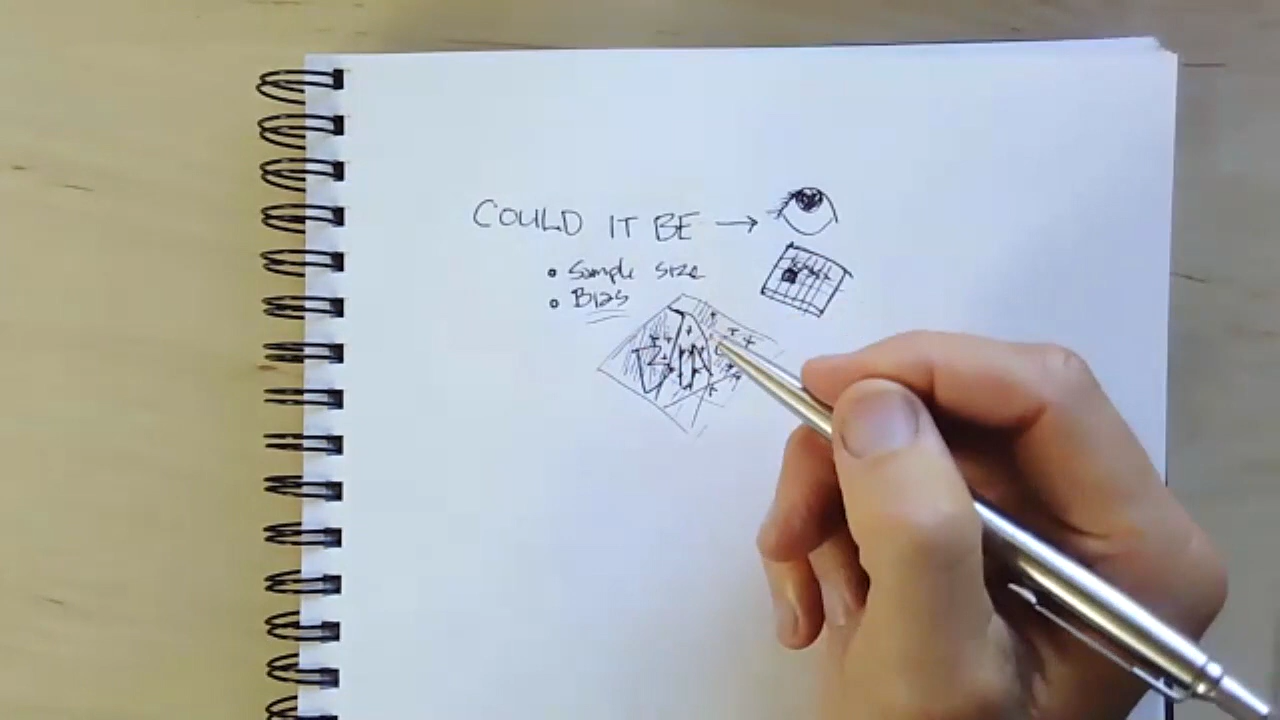 COULD IT BE →
• Sample size
• Bias